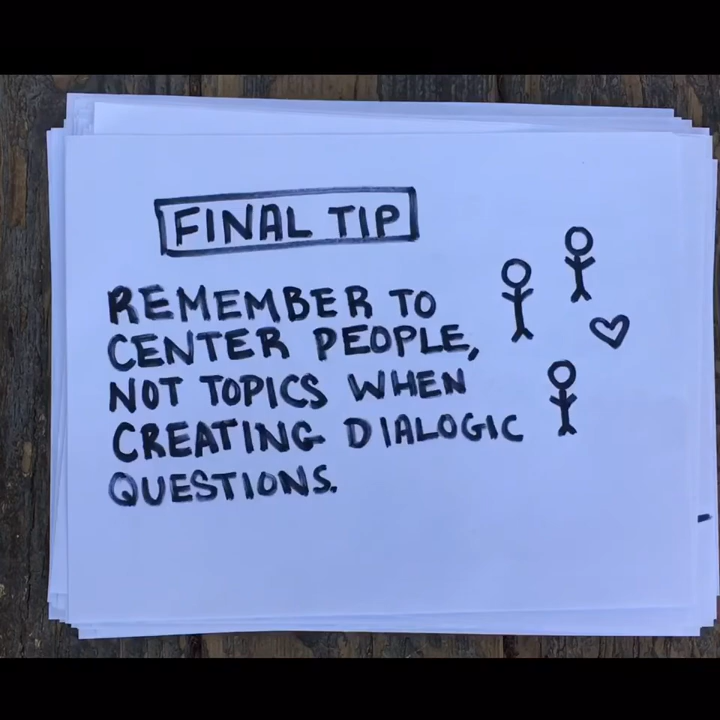 FINAL TIP
REMEMBER TO
CENTER PEOPLE,
NOT TOPICS WHEN
CREATING DIALOGIC
QUESTIONS.